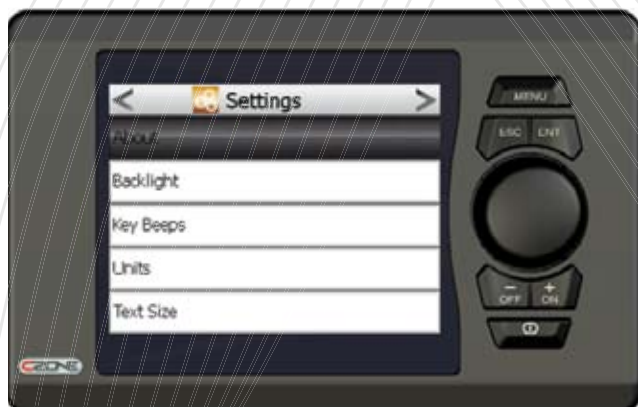 < Settings >
About
Backlight
Key Beeps
Units
Text Size
MENU
ESC ENT
− OFF + ON
CZONE